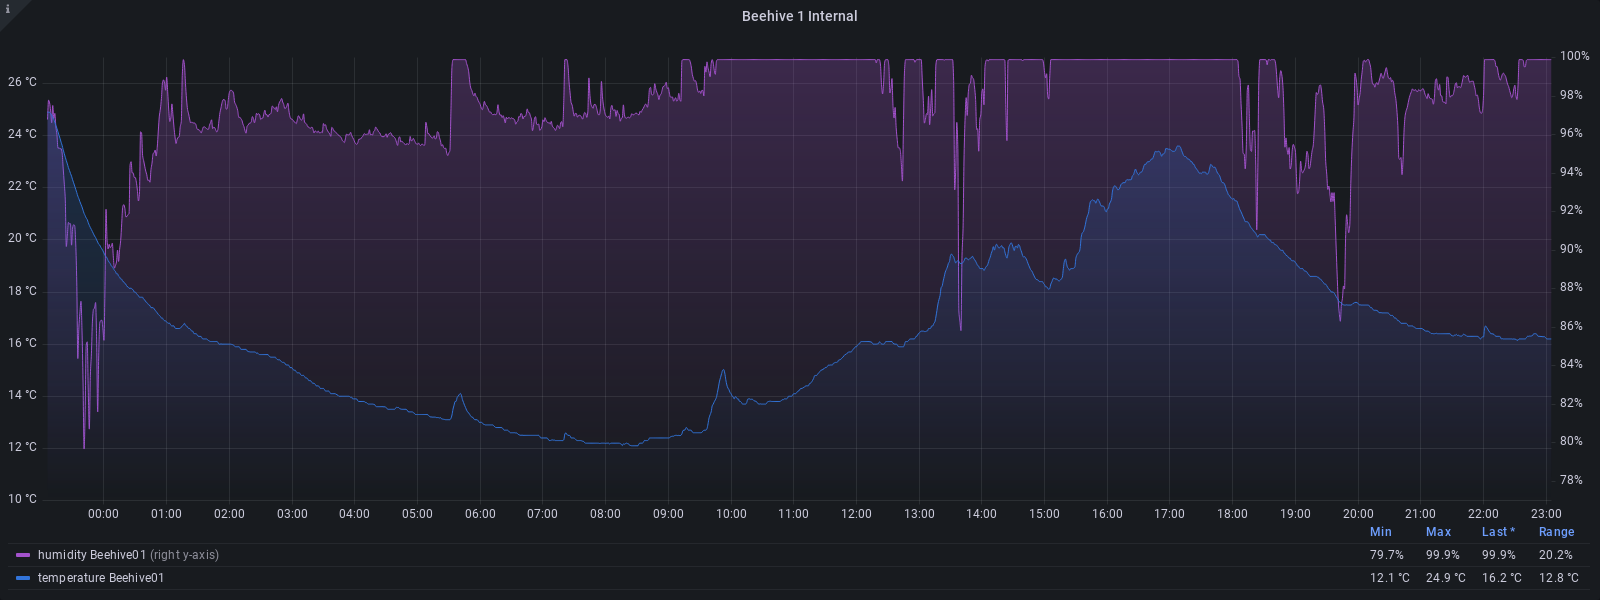 i
Beehive 1 Internal
26 °C
24 °C
22 °C
20 °C
18 °C
16 °C
14 °C
12 °C
10 °C
100%
98%
96%
94%
92%
90%
88%
86%
84%
82%
80%
78%
00:00 01:00 02:00 03:00 04:00 05:00 06:00 07:00 08:00 09:00 10:00 11:00 12:00 13:00 14:00 15:00 16:00 17:00 18:00 19:00 20:00 21:00 22:00 23:00
Min Max Last * Range
humidity Beehive01 (right y-axis) 79.7% 99.9% 99.9% 20.2%
temperature Beehive01 12.1 °C 24.9 °C 16.2 °C 12.8 °C